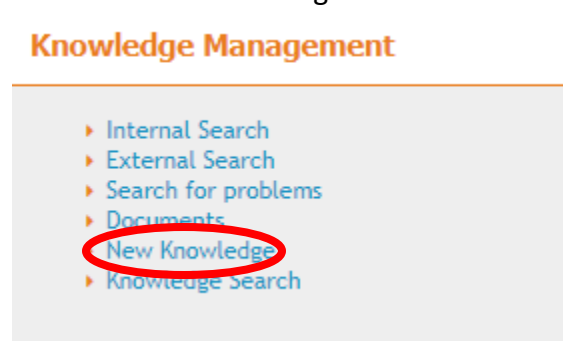 Knowledge Management
Internal Search
External Search
Search for problems
Documents
New Knowledge
Knowledge Search